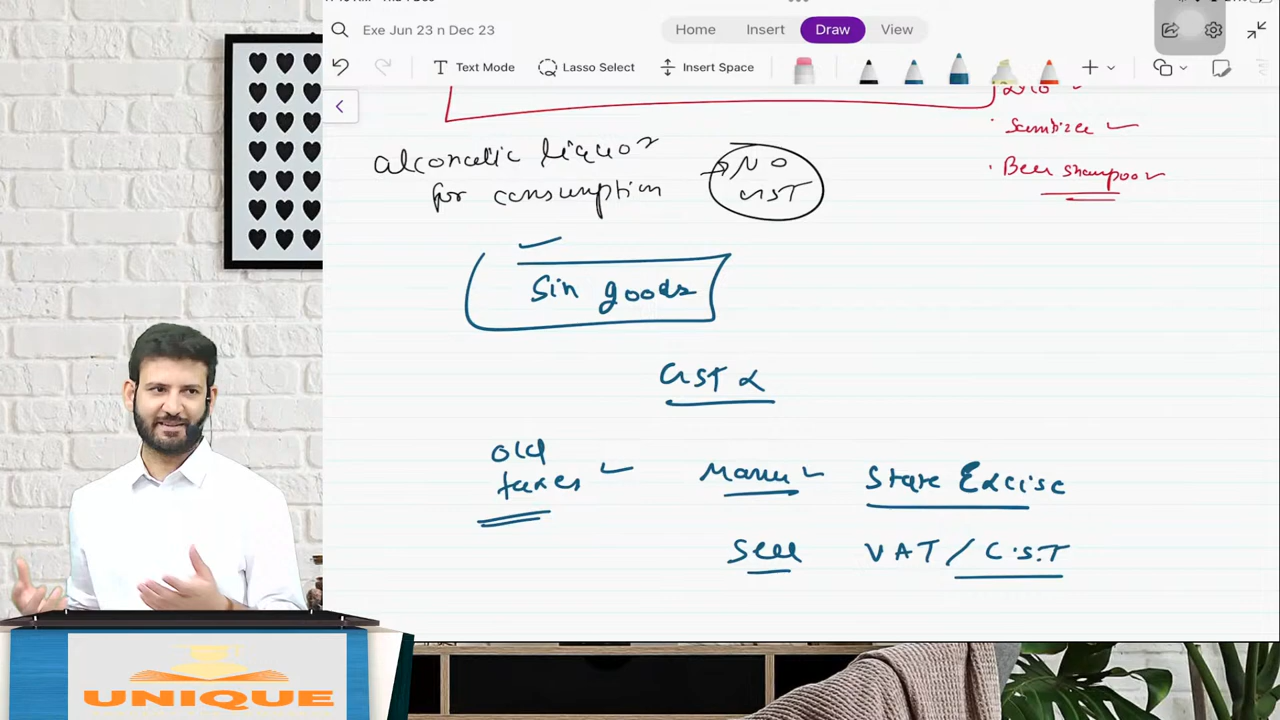 Exe Jun 23 n Dec 23
Home Insert Draw View
Text Mode Lasso Select Insert Space
· Sanitizer
· Beer shampoo
alcoholic liquor
for consumption
NO
GST
Sin goods
GST
old
taxes
Manu State Excise
Sell VAT / C.S.T
UNIQUE